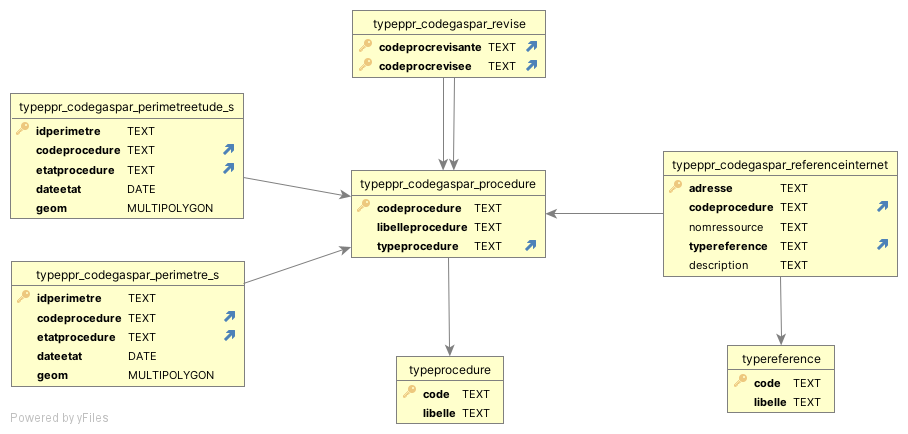 typeppr_codegaspar_revise
codeprocrevisante TEXT
codeprocrevisee TEXT
typeppr_codegaspar_perimetreetude_s
idperimetre TEXT
codeprocedure TEXT
etatprocedure TEXT
dateetat DATE
geom MULTIPOLYGON
typeppr_codegaspar_procedure
codeprocedure TEXT
libelleprocedure TEXT
typeprocedure TEXT
typeppr_codegaspar_referenceinternet
adresse TEXT
codeprocedure TEXT
nomressource TEXT
typereference TEXT
description TEXT
typeppr_codegaspar_perimetre_s
idperimetre TEXT
codeprocedure TEXT
etatprocedure TEXT
dateetat DATE
geom MULTIPOLYGON
typeprocedure
code TEXT
libelle TEXT
typereference
code TEXT
libelle TEXT
Powered by yFiles